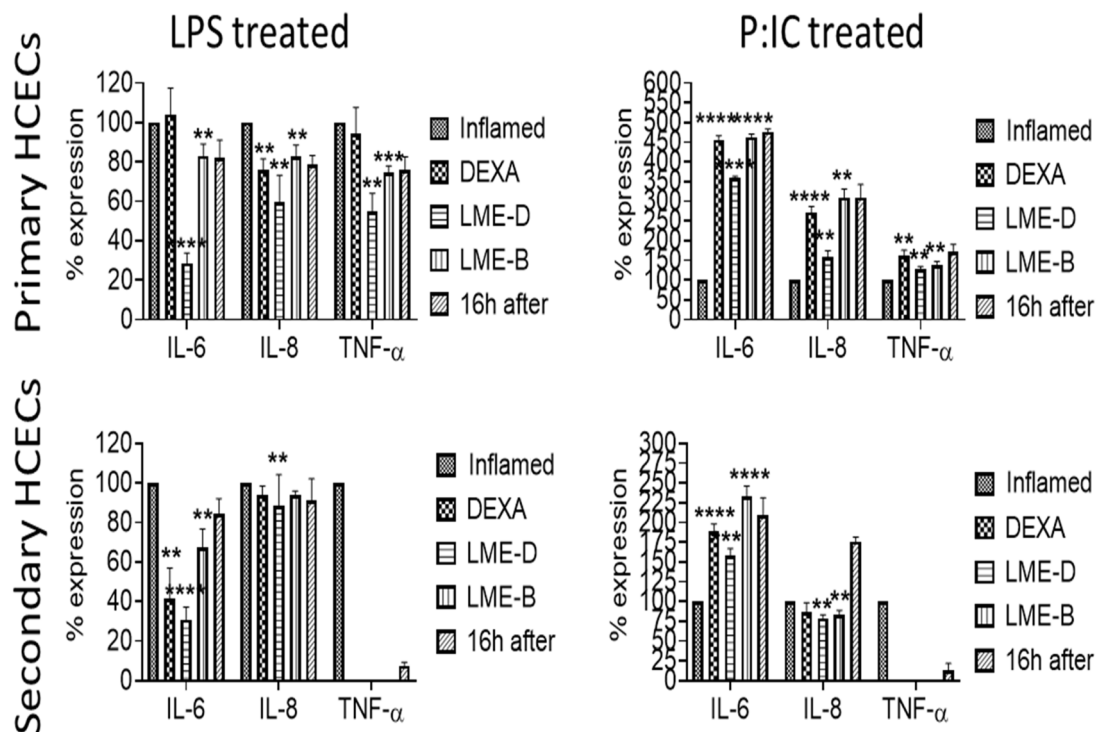 LPS treated
P:IC treated
Primary HCECs
% expression
120
100
80
60
40
20
0
** ** *** ** ** ** ***
IL-6 IL-8 TNF-α
Inflamed
DEXA
LME-D
LME-B
16h after
% expression
600
550
500
450
400
350
300
250
200
150
100
50
0
**** **** **** ** ** ** ** **
IL-6 IL-8 TNF-α
Inflamed
DEXA
LME-D
LME-B
16h after
Secondary HCECs
% expression
120
100
80
60
40
20
0
** **** ** **
IL-6 IL-8 TNF-α
Inflamed
DEXA
LME-D
LME-B
16h after
% expression
300
275
250
225
200
175
150
125
100
75
50
25
0
**** ** **** ** **
IL-6 IL-8 TNF-α
Inflamed
DEXA
LME-D
LME-B
16h after